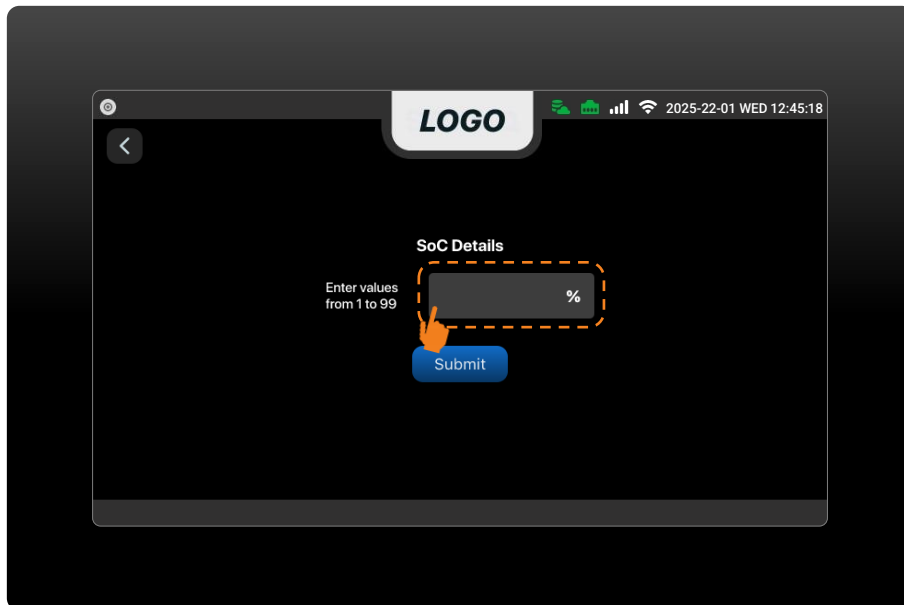 LOGO
2025-22-01 WED 12:45:18
SoC Details
Enter values
from 1 to 99
%
Submit